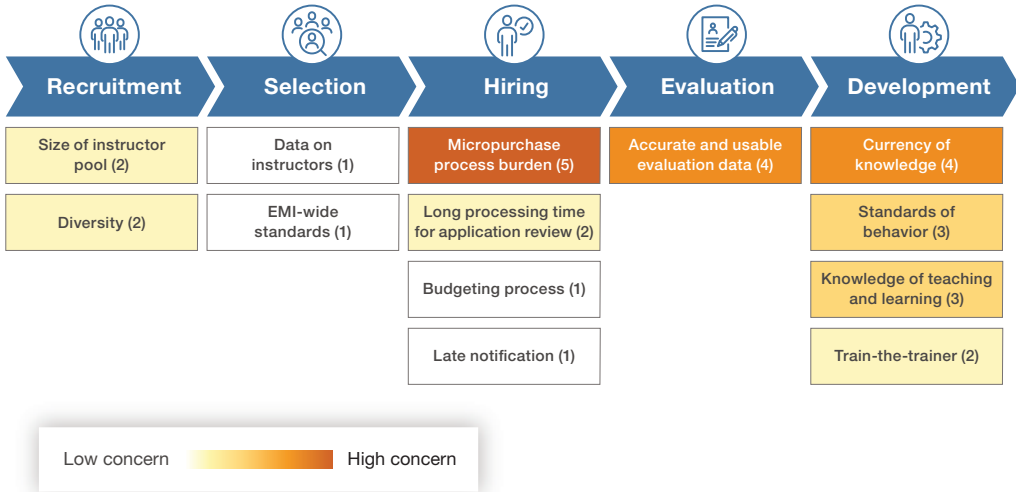 Recruitment
Selection
Hiring
Evaluation
Development
Size of instructor
pool (2)
Diversity (2)
Data on
instructors (1)
EMI-wide
standards (1)
Micropurchase
process burden (5)
Long processing time
for application review (2)
Budgeting process (1)
Late notification (1)
Accurate and usable
evaluation data (4)
Currency of
knowledge (4)
Standards of
behavior (3)
Knowledge of teaching
and learning (3)
Train-the-trainer (2)
Low concern
High concern